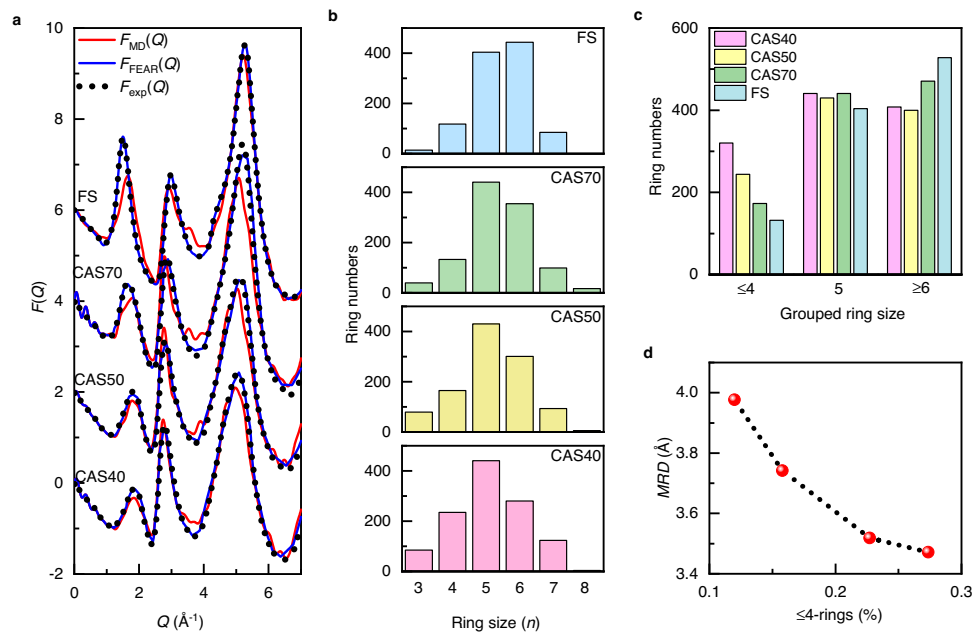 a
10
8
6
4
2
0
-2
F(Q)
F_MD(Q)
F_FEAR(Q)
F_exp(Q)
FS
CAS70
CAS50
CAS40
0 2 4 6
Q (Å⁻¹)
b
Ring numbers
400
200
0
FS
400
200
0
CAS70
400
200
0
CAS50
400
200
0
CAS40
3 4 5 6 7 8
Ring size (n)
c
600
400
200
0
Ring numbers
CAS40
CAS50
CAS70
FS
≤4 5 ≥6
Grouped ring size
d
4.0
3.8
3.6
3.4
MRD (Å)
0.1 0.2 0.3
≤4-rings (%)